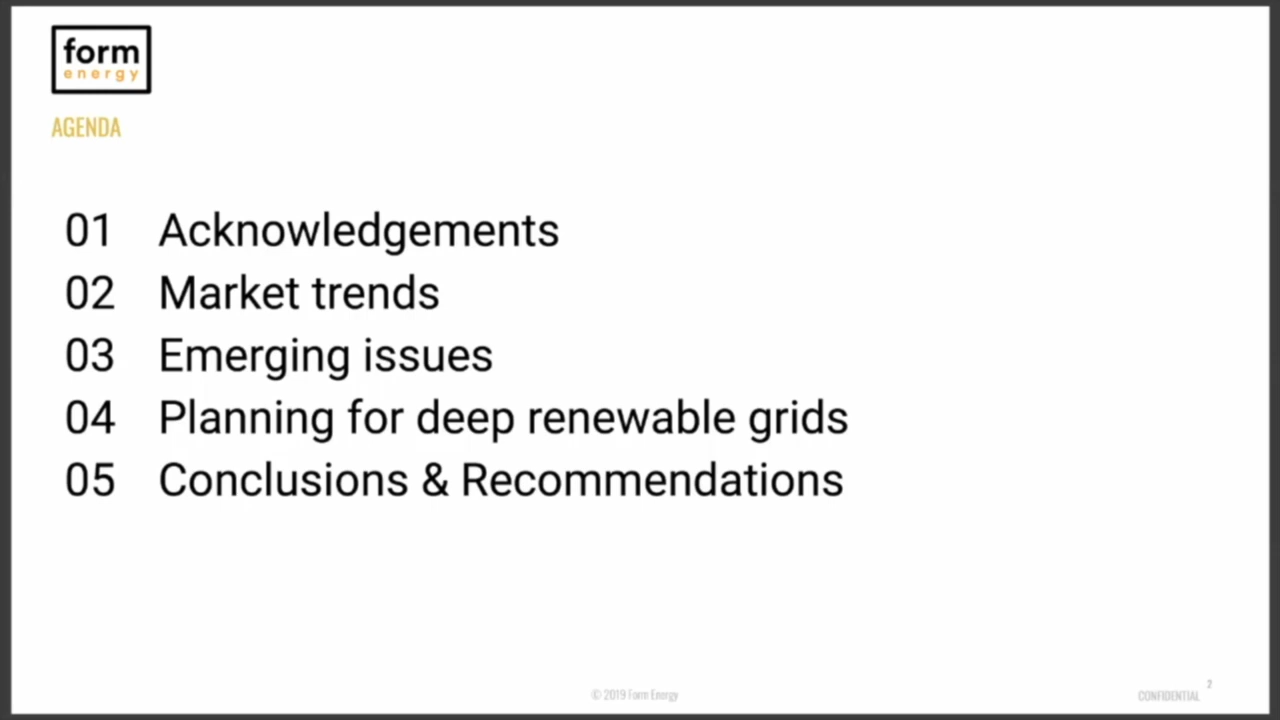 form
energy
AGENDA
01 Acknowledgements
02 Market trends
03 Emerging issues
04 Planning for deep renewable grids
05 Conclusions & Recommendations
© 2019 Form Energy
CONFIDENTIAL
2